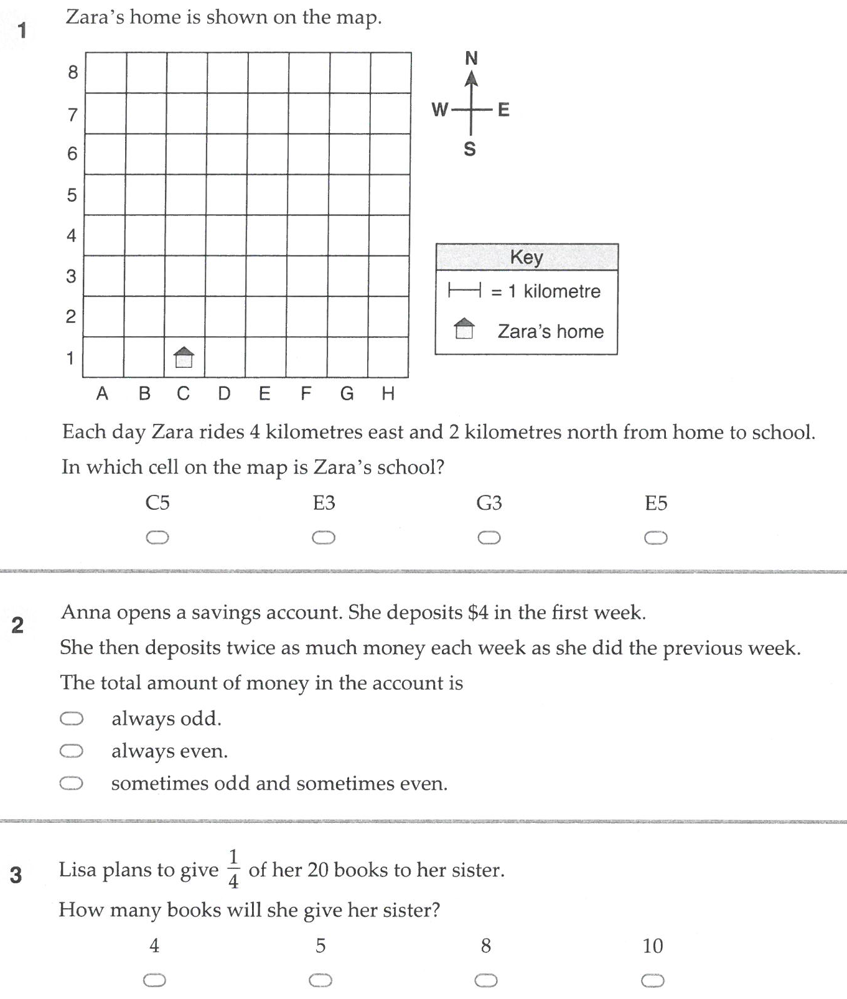 1
Zara's home is shown on the map.
8
7
6
5
4
3
2
1
A B C D E F G H
N
W E
S
Key
= 1 kilometre
Zara's home
Each day Zara rides 4 kilometres east and 2 kilometres north from home to school.
In which cell on the map is Zara's school?
C5 E3 G3 E5
2
Anna opens a savings account. She deposits $4 in the first week.
She then deposits twice as much money each week as she did the previous week.
The total amount of money in the account is
always odd.
always even.
sometimes odd and sometimes even.
3
Lisa plans to give 1/4 of her 20 books to her sister.
How many books will she give her sister?
4 5 8 10